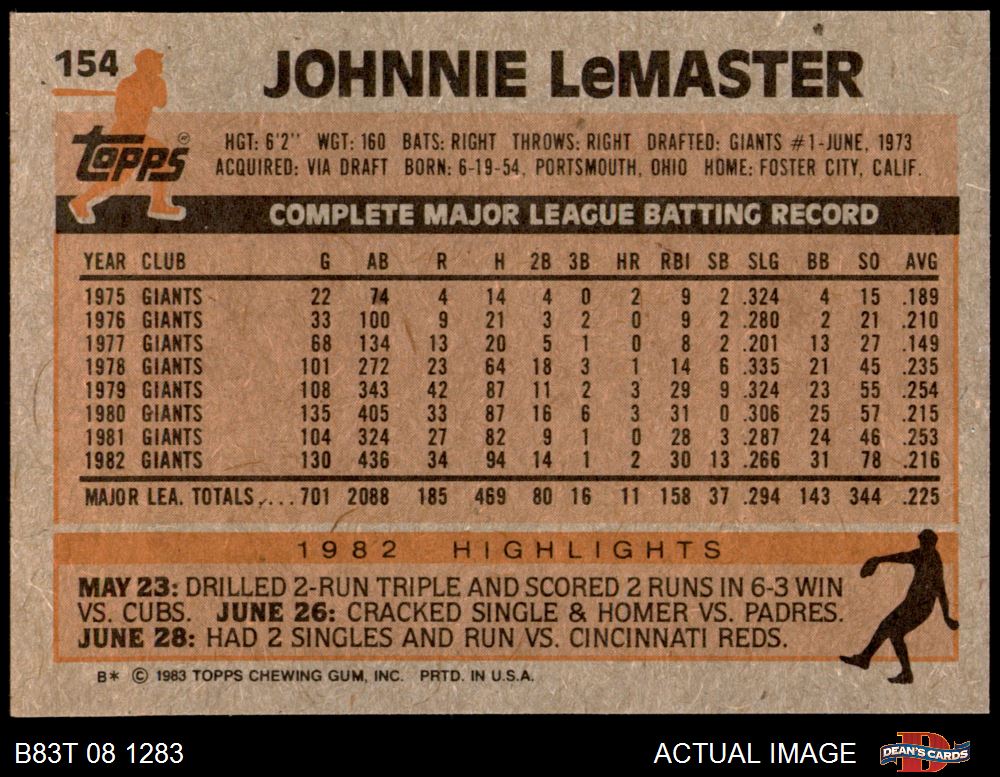 154 JOHNNIE LeMASTER
Topps
HGT: 6'2'' WGT: 160 BATS: RIGHT THROWS: RIGHT DRAFTED: GIANTS #1-JUNE, 1973
ACQUIRED: VIA DRAFT BORN: 6-19-54, PORTSMOUTH, OHIO HOME: FOSTER CITY, CALIF.
COMPLETE MAJOR LEAGUE BATTING RECORD
YEAR CLUB G AB R H 2B 3B HR RBI SB SLG BB SO AVG
1975 GIANTS 22 74 4 14 4 0 2 9 2 .324 4 15 .189
1976 GIANTS 33 100 9 21 3 2 0 9 2 .280 2 21 .210
1977 GIANTS 68 134 13 20 5 1 0 8 2 .201 13 27 .149
1978 GIANTS 101 272 23 64 18 3 1 14 6 .335 21 45 .235
1979 GIANTS 108 343 42 87 11 2 3 29 9 .324 23 55 .254
1980 GIANTS 135 405 33 87 16 6 3 31 0 .306 25 57 .215
1981 GIANTS 104 324 27 82 9 1 0 28 3 .287 24 46 .253
1982 GIANTS 130 436 34 94 14 1 2 30 13 .266 31 78 .216
MAJOR LEA. TOTALS..... 701 2088 185 469 80 16 11 158 37 .294 143 344 .225
1982 HIGHLIGHTS
MAY 23: DRILLED 2-RUN TRIPLE AND SCORED 2 RUNS IN 6-3 WIN
VS. CUBS. JUNE 26: CRACKED SINGLE & HOMER VS. PADRES.
JUNE 28: HAD 2 SINGLES AND RUN VS. CINCINNATI REDS.
B* © 1983 TOPPS CHEWING GUM, INC. PRTD. IN U.S.A.
B83T 08 1283 ACTUAL IMAGE D DEAN'S CARDS